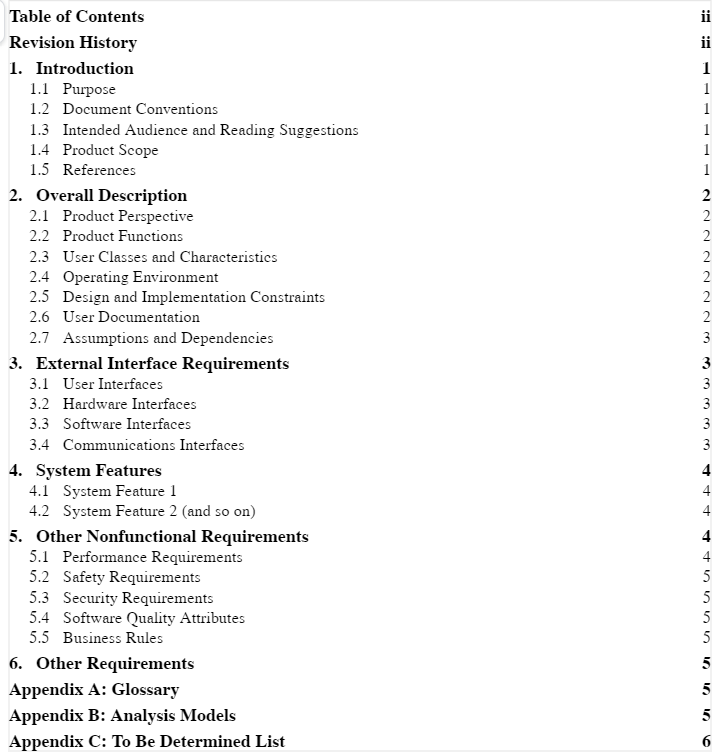 Table of Contents ii
Revision History ii
1. Introduction 1
1.1 Purpose 1
1.2 Document Conventions 1
1.3 Intended Audience and Reading Suggestions 1
1.4 Product Scope 1
1.5 References 1
2. Overall Description 2
2.1 Product Perspective 2
2.2 Product Functions 2
2.3 User Classes and Characteristics 2
2.4 Operating Environment 2
2.5 Design and Implementation Constraints 2
2.6 User Documentation 2
2.7 Assumptions and Dependencies 3
3. External Interface Requirements 3
3.1 User Interfaces 3
3.2 Hardware Interfaces 3
3.3 Software Interfaces 3
3.4 Communications Interfaces 3
4. System Features 4
4.1 System Feature 1 4
4.2 System Feature 2 (and so on) 4
5. Other Nonfunctional Requirements 4
5.1 Performance Requirements 4
5.2 Safety Requirements 5
5.3 Security Requirements 5
5.4 Software Quality Attributes 5
5.5 Business Rules 5
6. Other Requirements 5
Appendix A: Glossary 5
Appendix B: Analysis Models 5
Appendix C: To Be Determined List 6